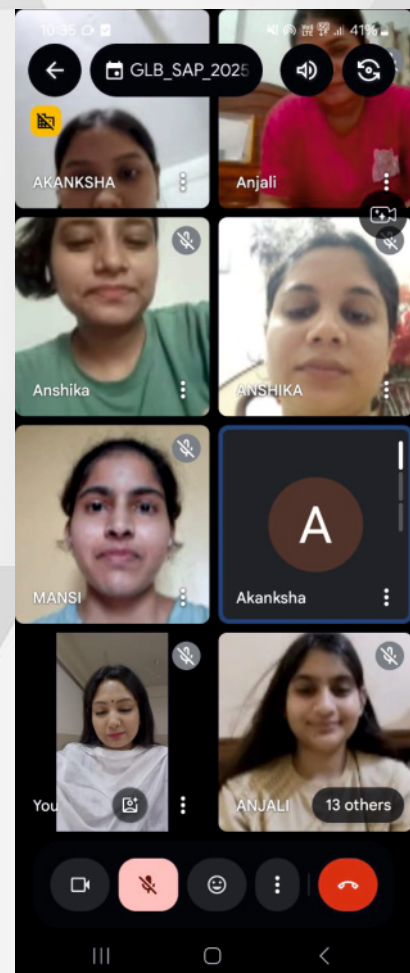 10:35 41%
GLB_SAP_2025
AKANKSHA Anjali
Anshika ANSHIKA
MANSI A Akanksha
You ANJALI 13 others